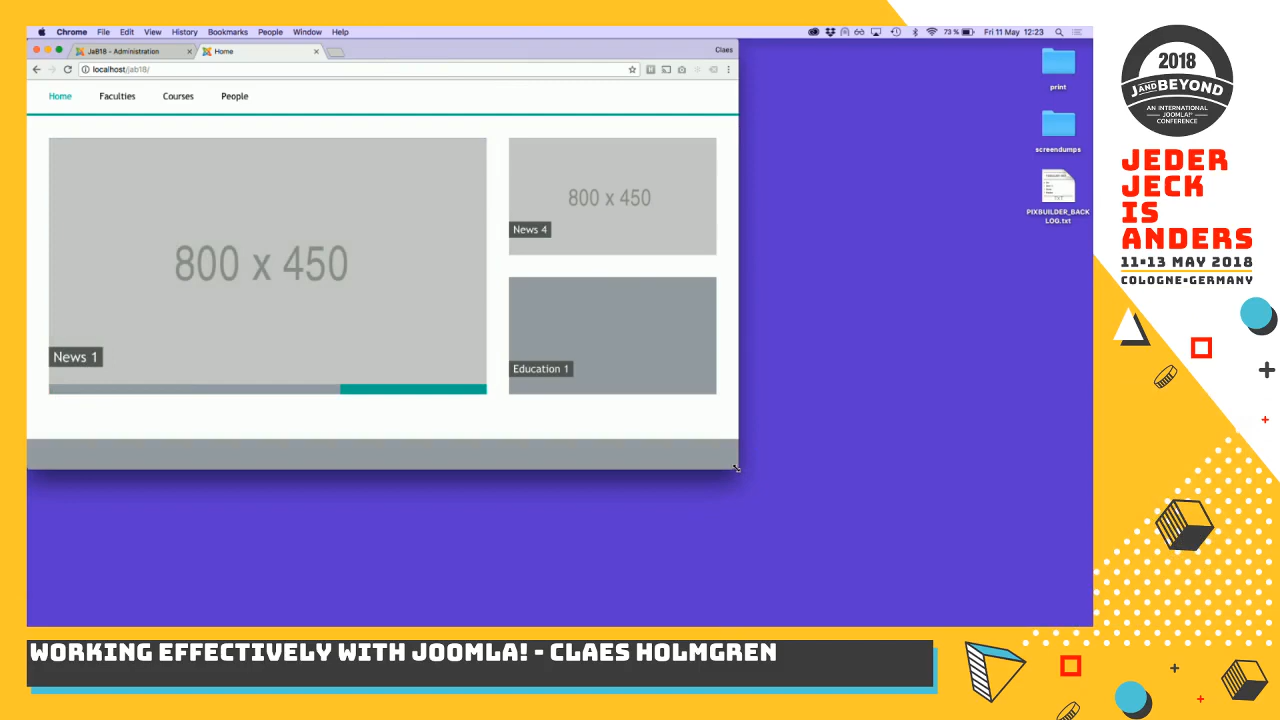 Chrome File Edit View History Bookmarks People Window Help
73 % Fri 11 May 12:23
JaB18 - Administration
Home
Claes
localhost/jab18/
Home Faculties Courses People
800 x 450
News 1
800 x 450
News 4
Education 1
print
screendumps
PIXBUILDER_BACK
LOG.txt
2018
J AND BEYOND
AN INTERNATIONAL
JOOMLA!®
CONFERENCE
JEDER
JECK
IS
ANDERS
11-13 MAY 2018
COLOGNE•GERMANY
WORKING EFFECTIVELY WITH JOOMLA! - CLAES HOLMGREN